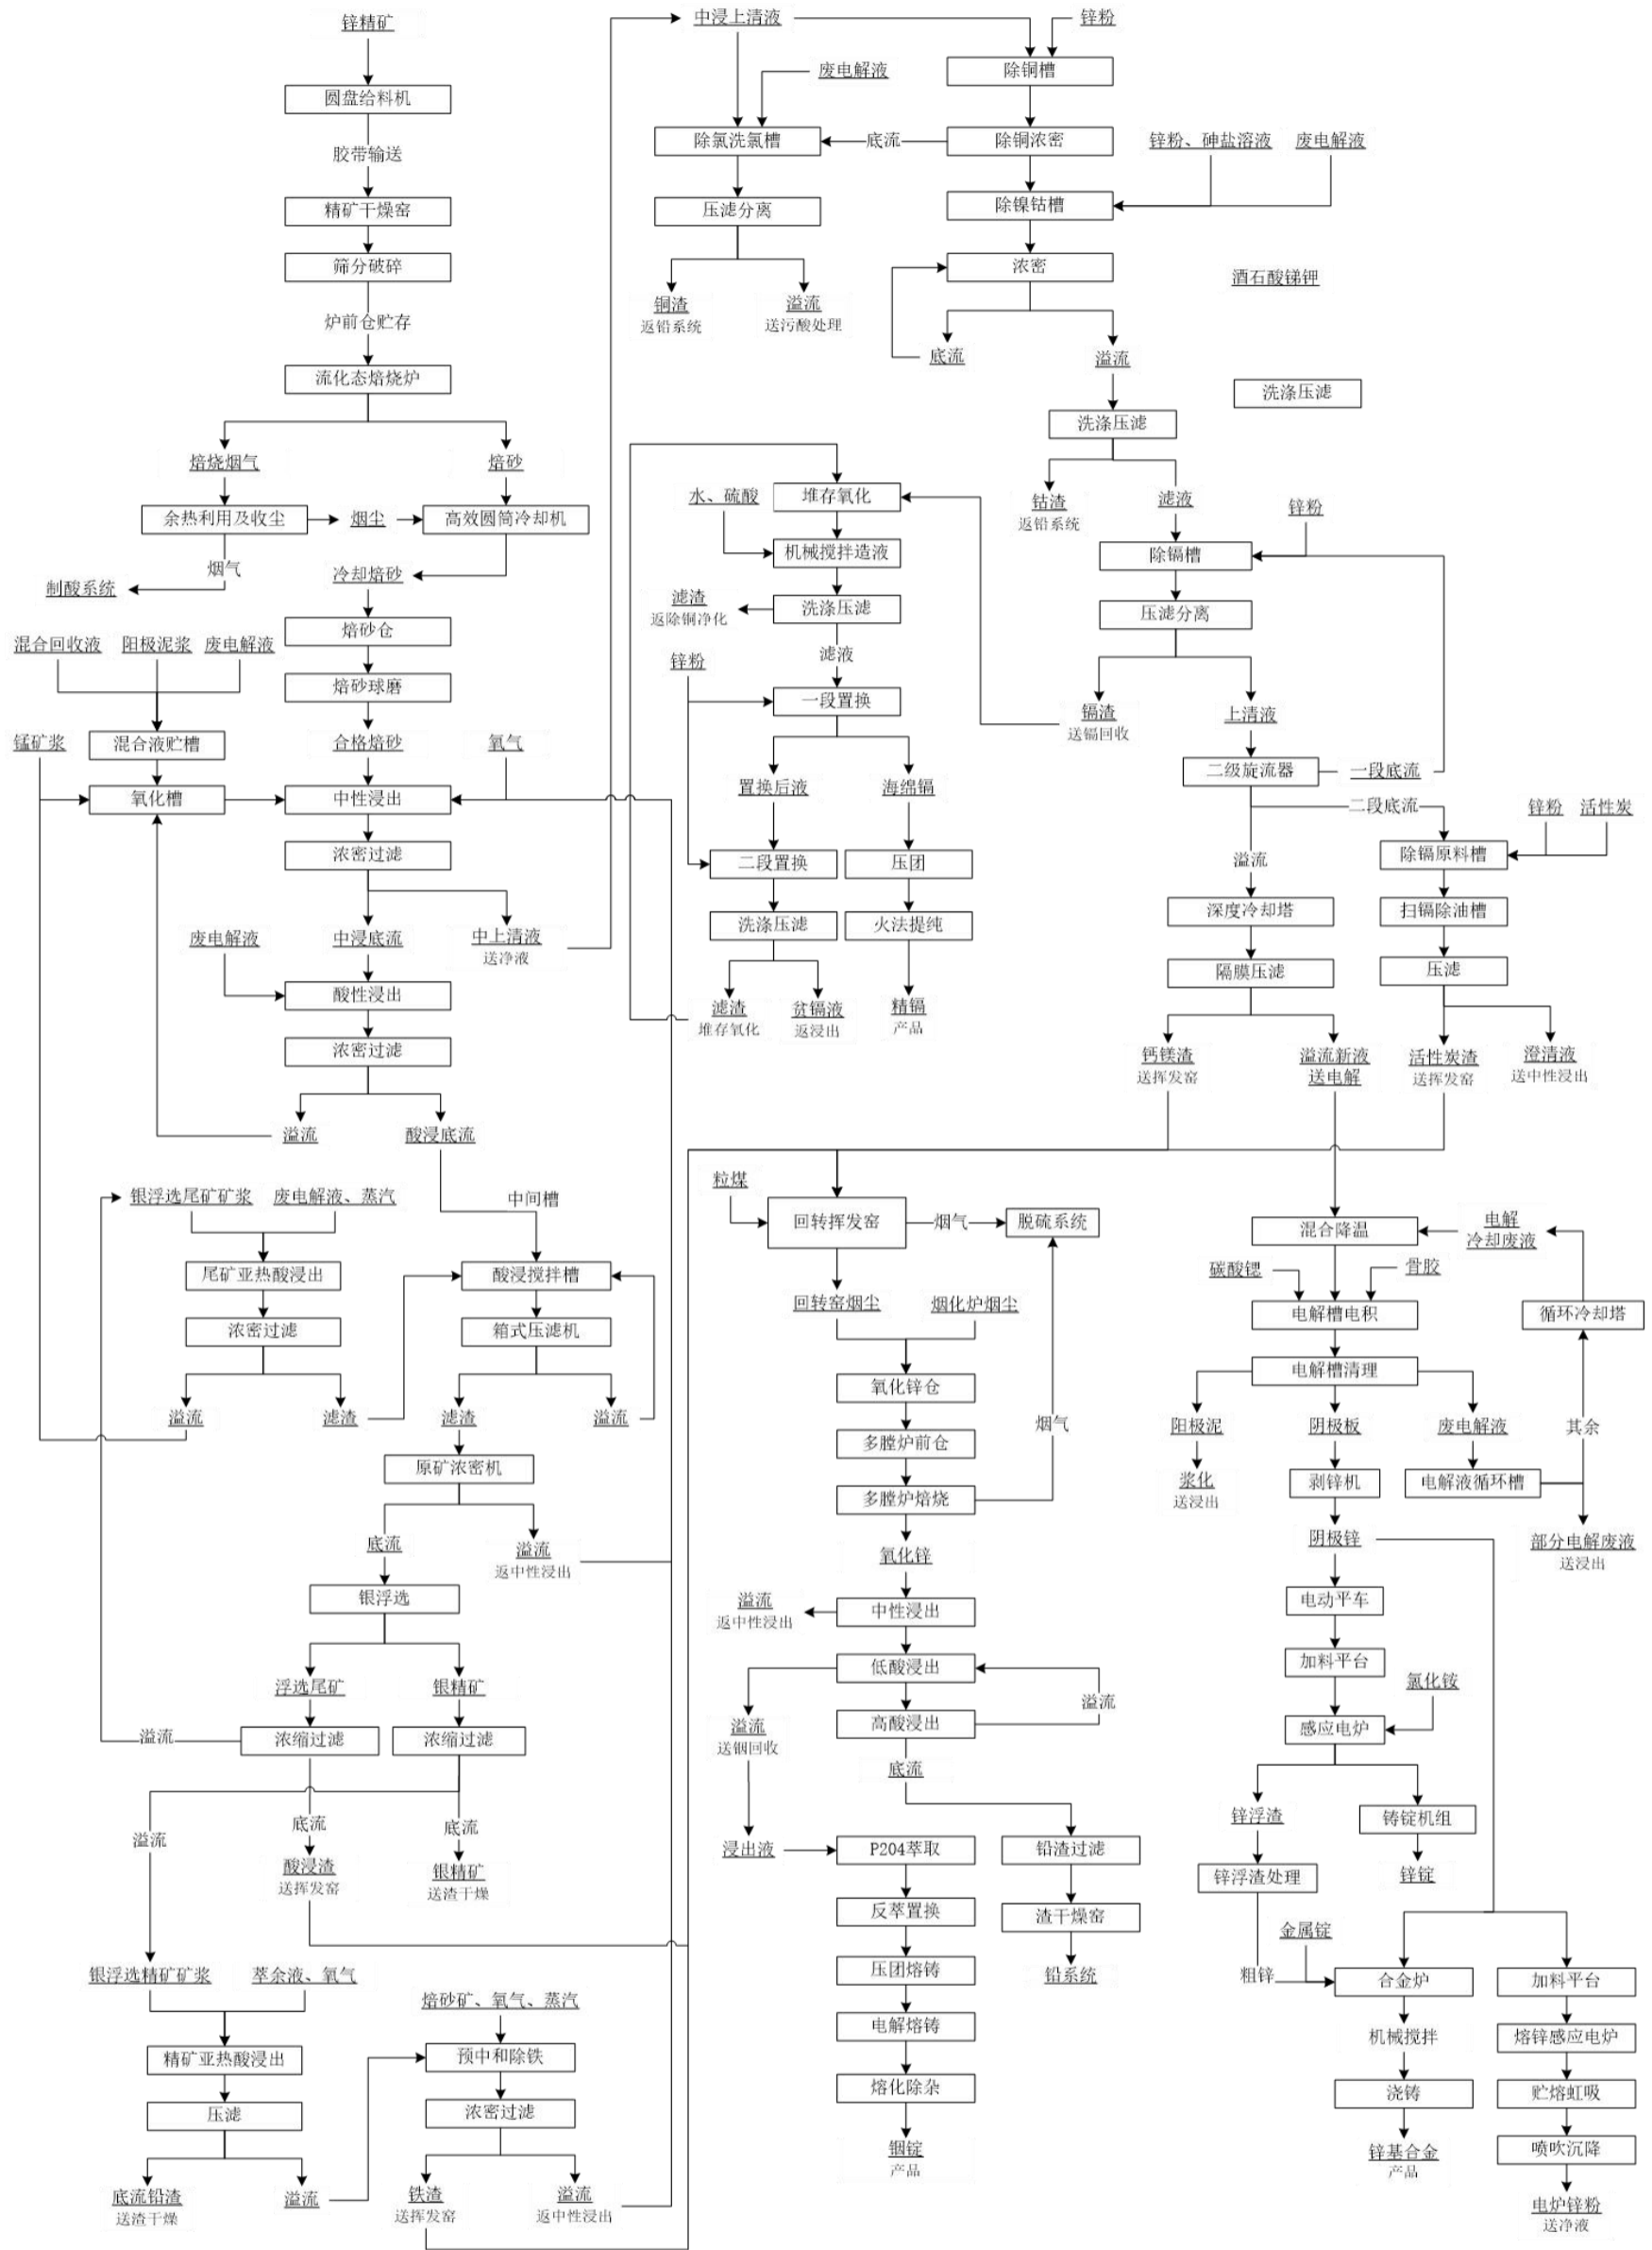 锌精矿
圆盘给料机
胶带输送
精矿干燥窑
筛分破碎
炉前仓贮存
流化态焙烧炉
焙烧烟气
焙砂
余热利用及收尘
烟尘
高效圆筒冷却机
烟气
制酸系统
冷却焙砂
焙砂仓
混合回收液
阳极泥浆
废电解液
焙砂球磨
锰矿浆
混合液贮槽
合格焙砂
氧气
氧化槽
中性浸出
浓密过滤
废电解液
中浸底流
中上清液
送净液
酸性浸出
浓密过滤
溢流
酸浸底流
银浮选尾矿矿浆
废电解液、蒸汽
中间槽
尾矿亚热酸浸出
酸浸搅拌槽
浓密过滤
箱式压滤机
溢流
滤渣
滤渣
溢流
原矿浓密机
底流
溢流
返中性浸出
银浮选
浮选尾矿
银精矿
溢流
浓缩过滤
浓缩过滤
溢流
底流
底流
酸浸渣
送挥发窑
银精矿
送渣干燥
银浮选精矿矿浆
萃余液、氧气
焙砂矿、氧气、蒸汽
精矿亚热酸浸出
预中和除铁
压滤
浓密过滤
底流铅渣
送渣干燥
溢流
铁渣
送挥发窑
溢流
返中性浸出
中浸上清液
锌粉
废电解液
除铜槽
除氯洗氯槽
底流
除铜浓密
锌粉、砷盐溶液
废电解液
压滤分离
除镍钴槽
浓密
酒石酸锑钾
铜渣
返铅系统
溢流
送污酸处理
底流
溢流
洗涤压滤
洗涤压滤
水、硫酸
堆存氧化
钴渣
返铅系统
滤液
锌粉
机械搅拌造液
除镉槽
滤渣
返除铜净化
洗涤压滤
压滤分离
滤液
锌粉
一段置换
镉渣
送镉回收
上清液
置换后液
海绵镉
二级旋流器
一段底流
二段底流
锌粉
活性炭
二段置换
压团
溢流
除镉原料槽
洗涤压滤
火法提纯
深度冷却塔
扫镉除油槽
隔膜压滤
压滤
滤渣
堆存氧化
贫镉液
返浸出
精镉
产品
钙镁渣
送挥发窑
溢流新液
送电解
活性炭渣
送挥发窑
澄清液
送中性浸出
粒煤
回转挥发窑
烟气
脱硫系统
混合降温
电解
冷却废液
碳酸锶
骨胶
回转窑烟尘
烟化炉烟尘
电解槽电积
循环冷却塔
氧化锌仓
电解槽清理
多膛炉前仓
烟气
阳极泥
阴极板
废电解液
其余
多膛炉焙烧
浆化
送浸出
剥锌机
电解液循环槽
氧化锌
阴极锌
部分电解废液
送浸出
溢流
返中性浸出
中性浸出
电动平车
低酸浸出
加料平台
溢流
氯化铵
溢流
送铟回收
高酸浸出
感应电炉
底流
锌浮渣
铸锭机组
浸出液
P204萃取
铅渣过滤
锌浮渣处理
锌锭
反萃置换
渣干燥窑
金属锭
压团熔铸
铅系统
粗锌
合金炉
加料平台
电解熔铸
机械搅拌
熔锌感应电炉
熔化除杂
浇铸
贮熔虹吸
铟锭
产品
锌基合金
产品
喷吹沉降
电炉锌粉
送净液